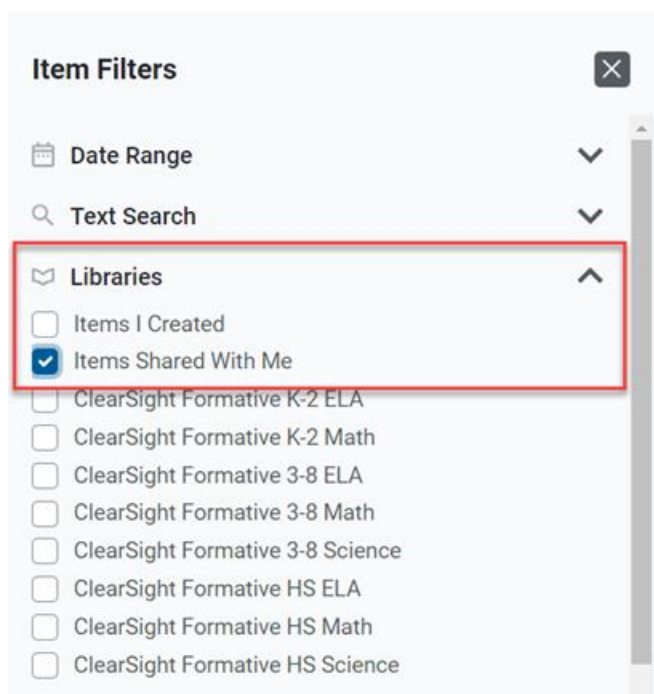 Item Filters
Date Range
Text Search
Libraries
Items I Created
Items Shared With Me
ClearSight Formative K-2 ELA
ClearSight Formative K-2 Math
ClearSight Formative 3-8 ELA
ClearSight Formative 3-8 Math
ClearSight Formative 3-8 Science
ClearSight Formative HS ELA
ClearSight Formative HS Math
ClearSight Formative HS Science